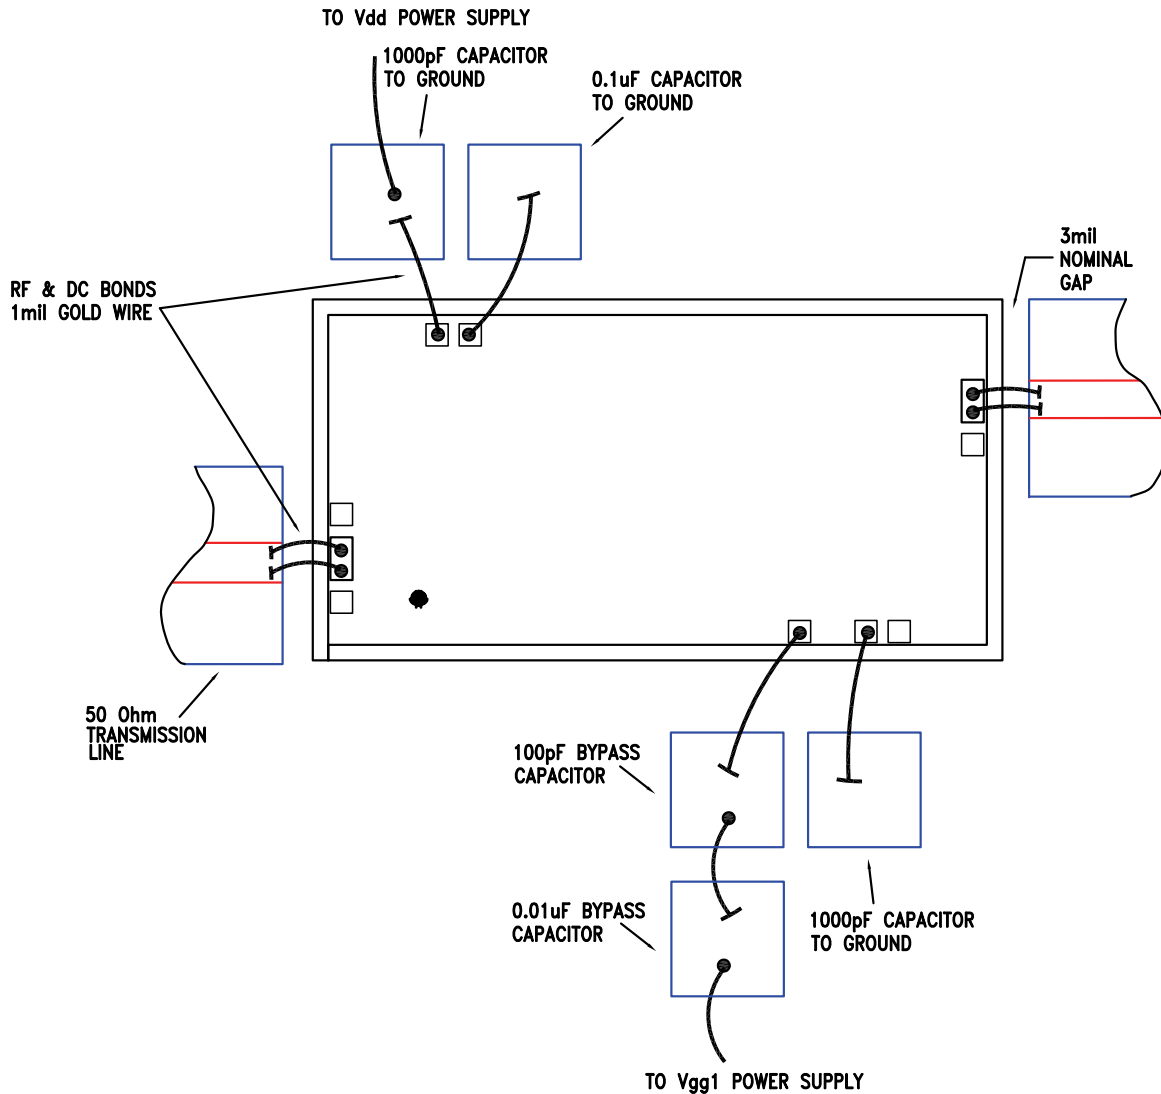 TO Vdd POWER SUPPLY
1000pF CAPACITOR
TO GROUND
0.1uF CAPACITOR
TO GROUND
3mil
NOMINAL
GAP
RF & DC BONDS
1mil GOLD WIRE
50 Ohm
TRANSMISSION
LINE
100pF BYPASS
CAPACITOR
0.01uF BYPASS
CAPACITOR
1000pF CAPACITOR
TO GROUND
TO Vgg1 POWER SUPPLY